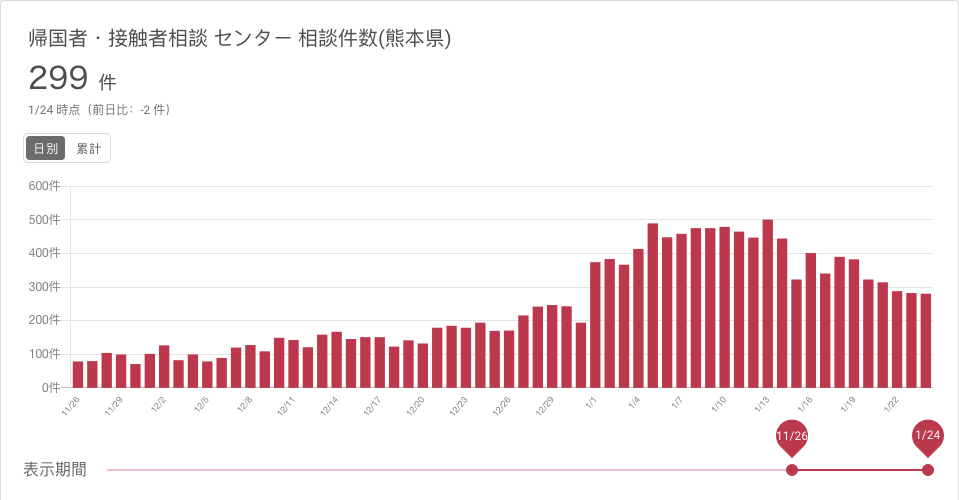 帰国者・接触者相談 センター 相談件数(熊本県)
299 件
1/24 時点（前日比：-2 件）
日別 累計
600件
500件
400件
300件
200件
100件
0件
11/26 11/29 12/2 12/5 12/8 12/11 12/14 12/17 12/20 12/23 12/26 12/29 1/1 1/4 1/7 1/10 1/13 1/16 1/19 1/22
11/26 1/24
表示期間